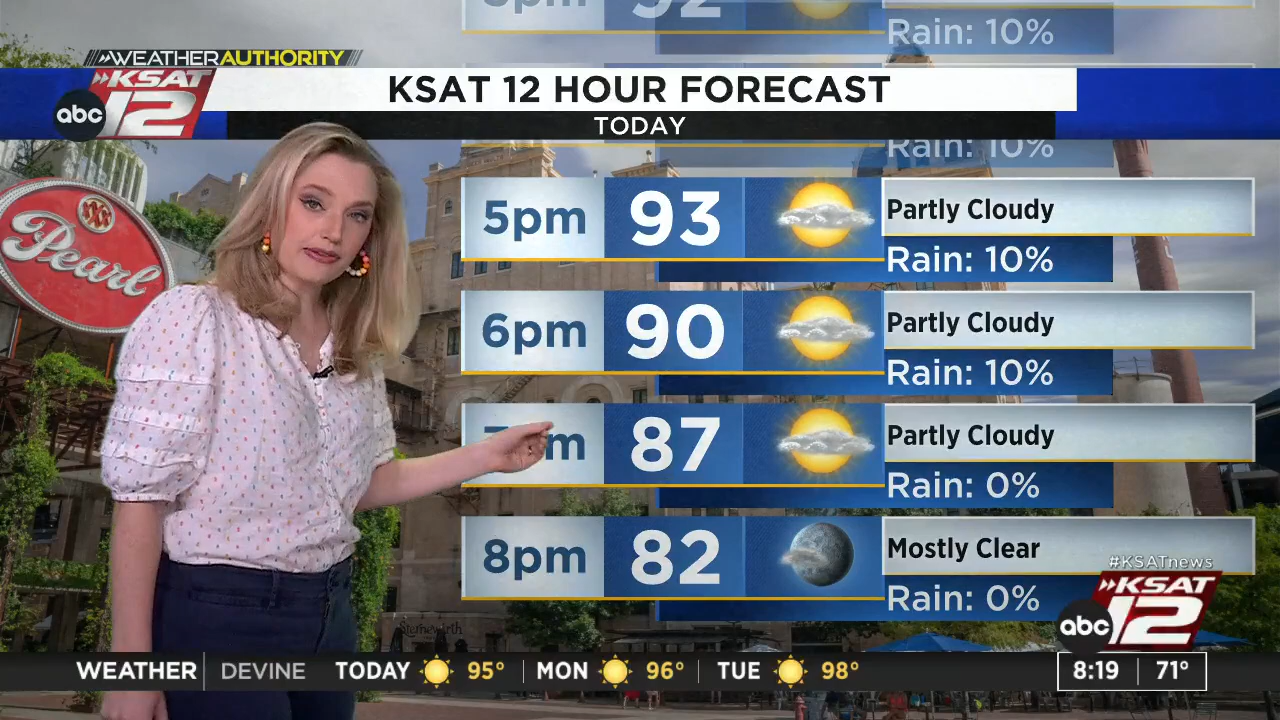 92
Rain: 10%
WEATHERAUTHORITY
KSAT
abc 12
KSAT 12 HOUR FORECAST
TODAY
Rain: 10%
5pm 93 Partly Cloudy
Rain: 10%
Pearl
6pm 90 Partly Cloudy
Rain: 10%
87 Partly Cloudy
Rain: 0%
8pm 82 Mostly Clear
Rain: 0%
#KSATnews
KSAT
abc 12
WEATHER DEVINE TODAY 95° MON 96° TUE 98° 8:19 71°